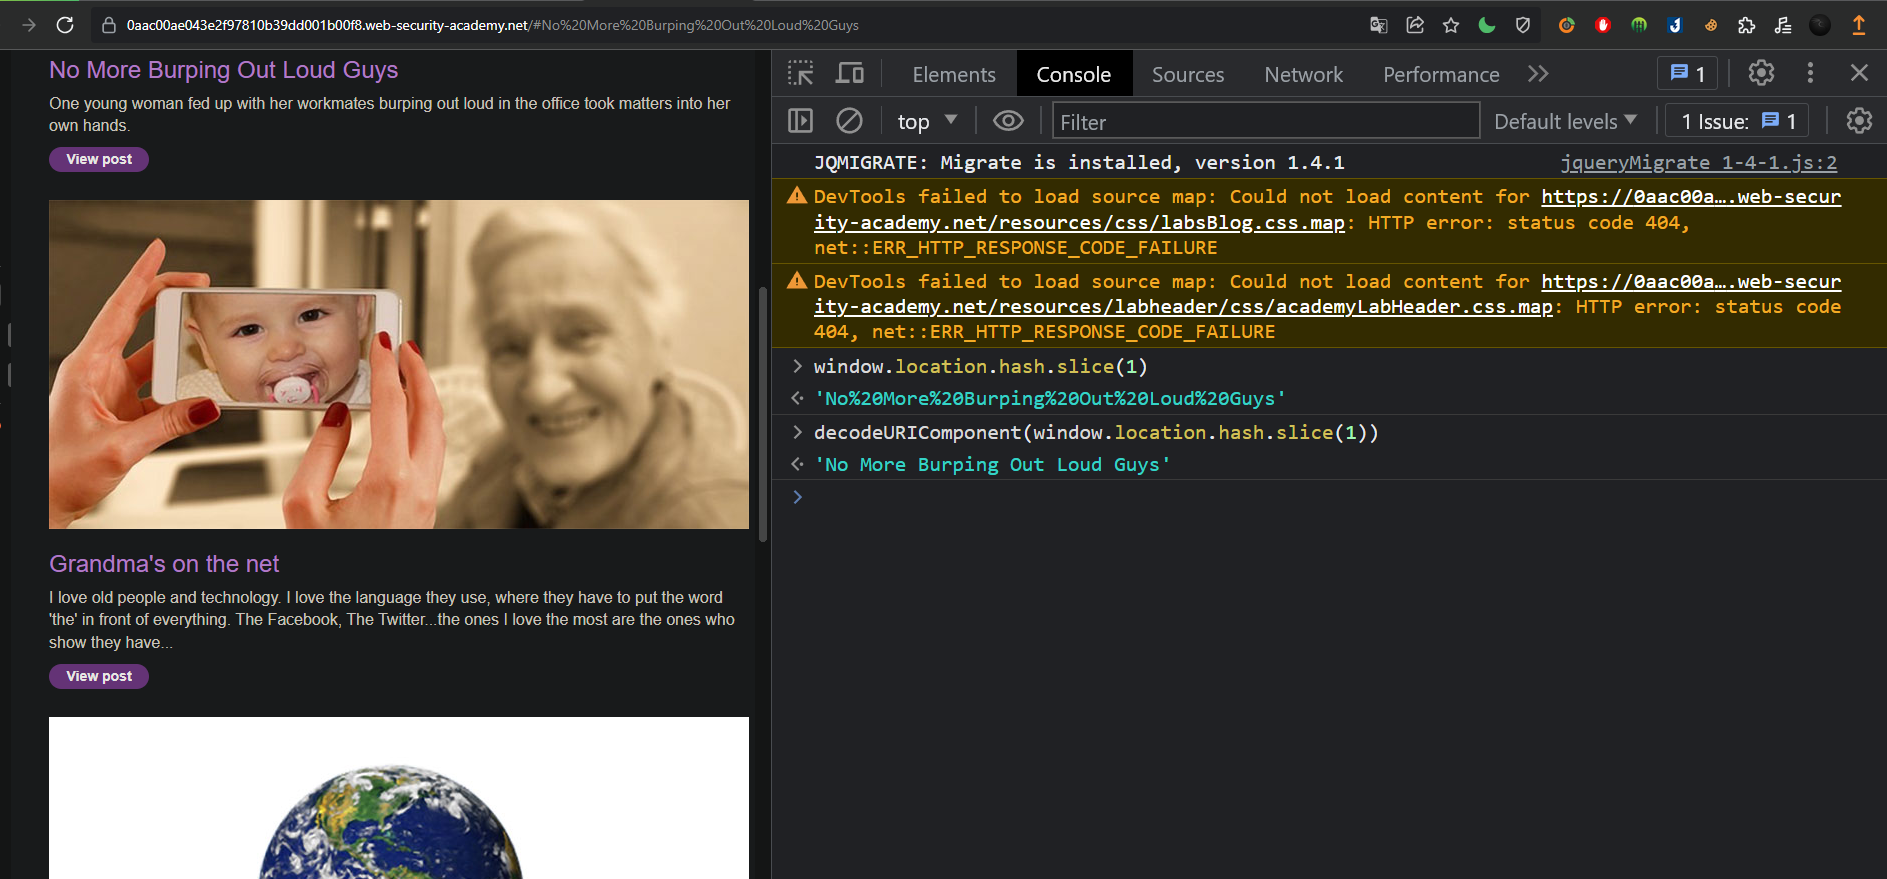 0aac00ae043e2f97810b39dd001b00f8.web-security-academy.net/#No%20More%20Burping%20Out%20Loud%20Guys
No More Burping Out Loud Guys
One young woman fed up with her workmates burping out loud in the office took matters into her
own hands.
View post
Grandma's on the net
I love old people and technology. I love the language they use, where they have to put the word
'the' in front of everything. The Facebook, The Twitter...the ones I love the most are the ones who
show they have...
View post
Elements Console Sources Network Performance 1
top Filter Default levels 1 Issue: 1
JQMIGRATE: Migrate is installed, version 1.4.1 jqueryMigrate_1-4-1.js:2
DevTools failed to load source map: Could not load content for https://0aac00a….web-secur
ity-academy.net/resources/css/labsBlog.css.map: HTTP error: status code 404,
net::ERR_HTTP_RESPONSE_CODE_FAILURE
DevTools failed to load source map: Could not load content for https://0aac00a….web-secur
ity-academy.net/resources/labheader/css/academyLabHeader.css.map: HTTP error: status code
404, net::ERR_HTTP_RESPONSE_CODE_FAILURE
window.location.hash.slice(1)
'No%20More%20Burping%20Out%20Loud%20Guys'
decodeURIComponent(window.location.hash.slice(1))
'No More Burping Out Loud Guys'